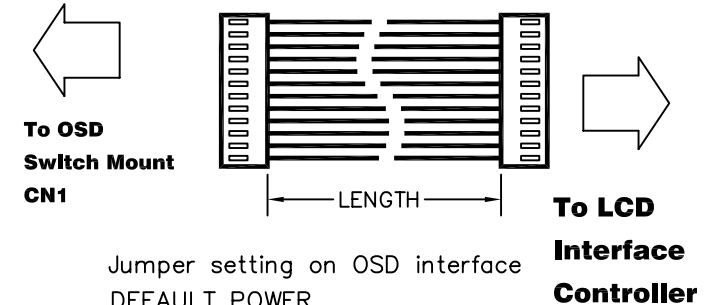 To OSD
Switch Mount
CN1
LENGTH
To LCD
Interface
Controller
Jumper setting on OSD interface
DEFAULT POWER